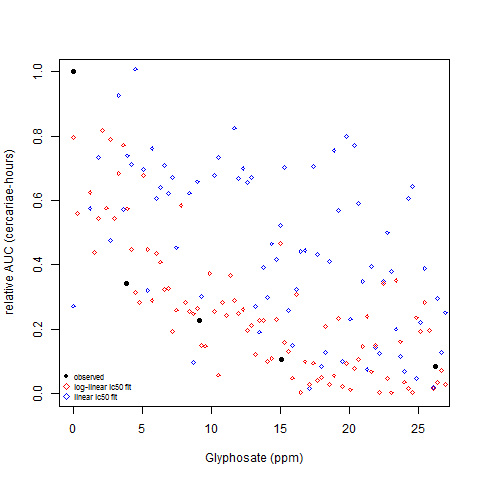 relative AUC (cercariae-hours)
1.0
0.8
0.6
0.4
0.2
0.0
observed
log-linear lc50 fit
linear lc50 fit
0 5 10 15 20 25
Glyphosate (ppm)